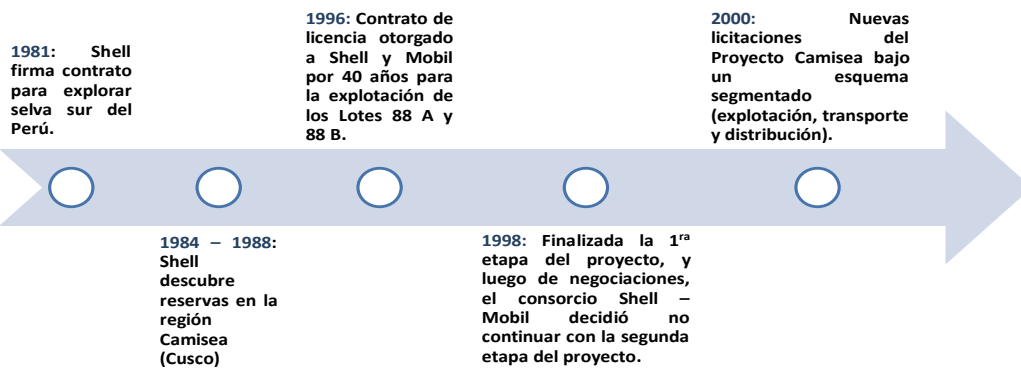 1981: Shell
firma contrato
para explorar
selva sur del
Perú.
1984 – 1988:
Shell
descubre
reservas en la
región
Camisea
(Cusco)
1996: Contrato de
licencia otorgado
a Shell y Mobil
por 40 años para
la explotación de
los Lotes 88 A y
88 B.
1998: Finalizada la 1ra
etapa del proyecto, y
luego de negociaciones,
el consorcio Shell –
Mobil decidió no
continuar con la segunda
etapa del proyecto.
2000: Nuevas
licitaciones del
Proyecto Camisea bajo
un esquema
segmentado
(explotación, transporte
y distribución).